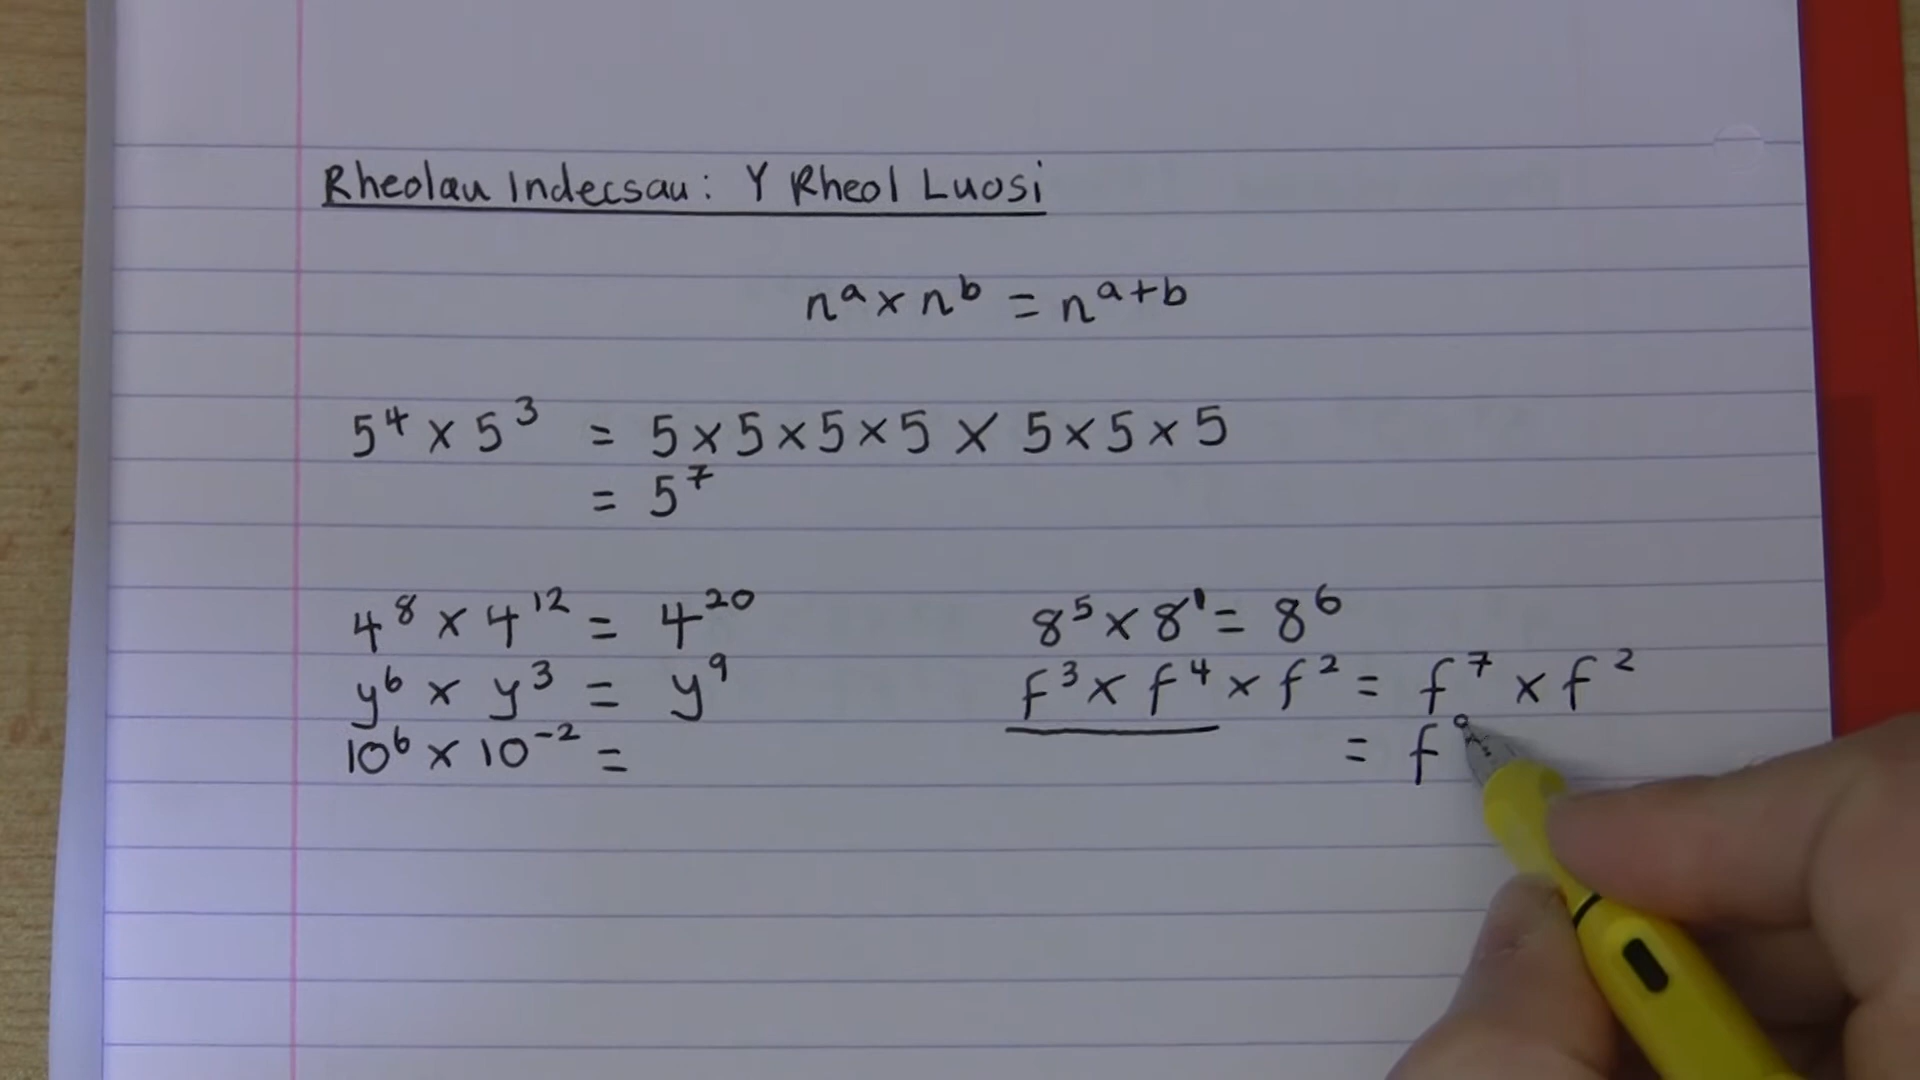 Rheolau Indecsau: Y Rheol Luosi
nᵃ × nᵇ = nᵃ⁺ᵇ
5⁴ × 5³ = 5 × 5 × 5 × 5 × 5 × 5 × 5
= 5⁷
4⁸ × 4¹² = 4²⁰
y⁶ × y³ = y⁹
10⁶ × 10⁻² =
8⁵ × 8¹ = 8⁶
f³ × f⁴ × f² = f⁷ × f²
= f⁹